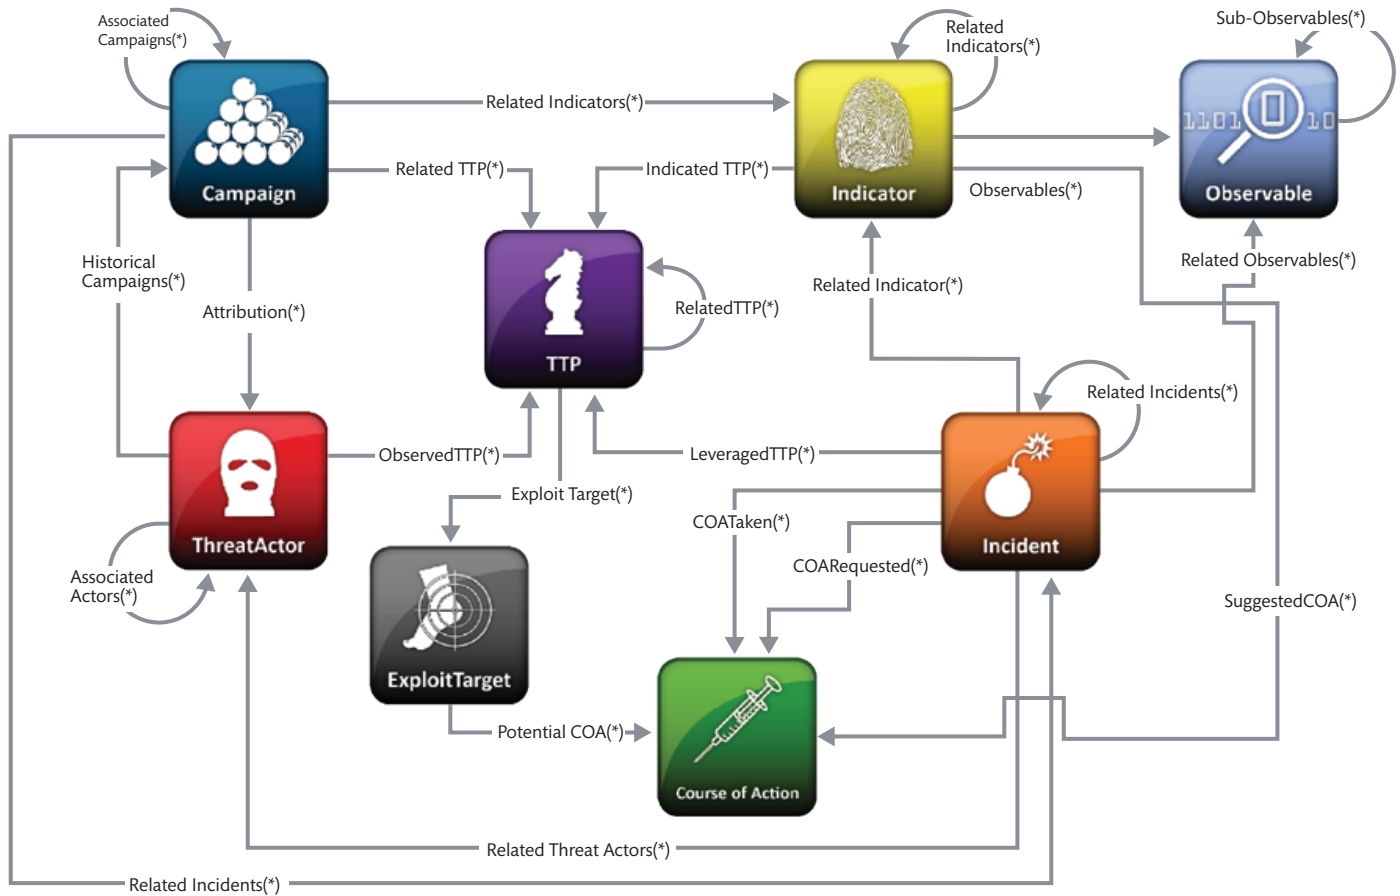 Associated
Campaigns(*)
Related
Indicators(*)
Sub-Observables(*)
Related Indicators(*)
1101 0 10
Related TTP(*)
Indicated TTP(*)
Campaign
Indicator
Observables(*)
Observable
Historical
Campaigns(*)
Related Indicator(*)
Related Observables(*)
Attribution(*)
RelatedTTP(*)
TTP
Related Incidents(*)
ObservedTTP(*)
LeveragedTTP(*)
Exploit Target(*)
COATaken(*)
ThreatActor
Incident
COARequested(*)
Associated
Actors(*)
SuggestedCOA(*)
ExploitTarget
Potential COA(*)
Course of Action
Related Threat Actors(*)
Related Incidents(*)